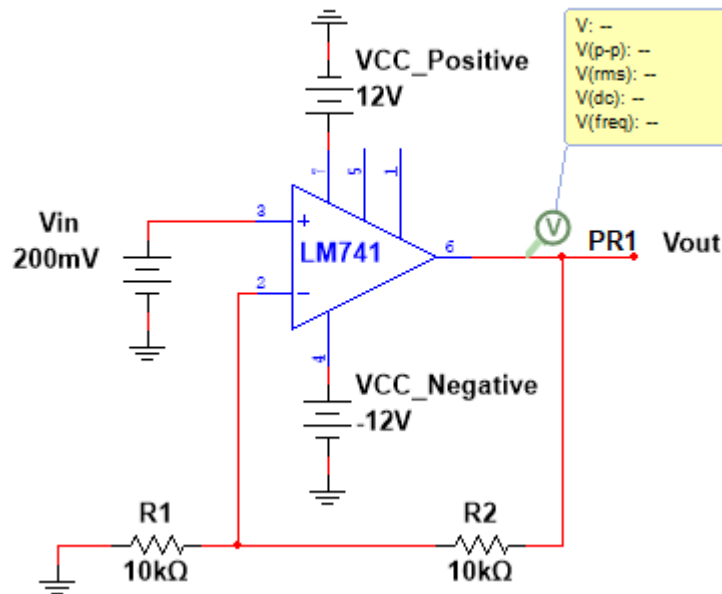 V: --
V(p-p): --
V(rms): --
V(dc): --
V(freq): --
VCC_Positive
12V
7
5
1
Vin
200mV
3
+
LM741
6
PR1
Vout
V
2
−
4
VCC_Negative
-12V
R1
10kΩ
R2
10kΩ